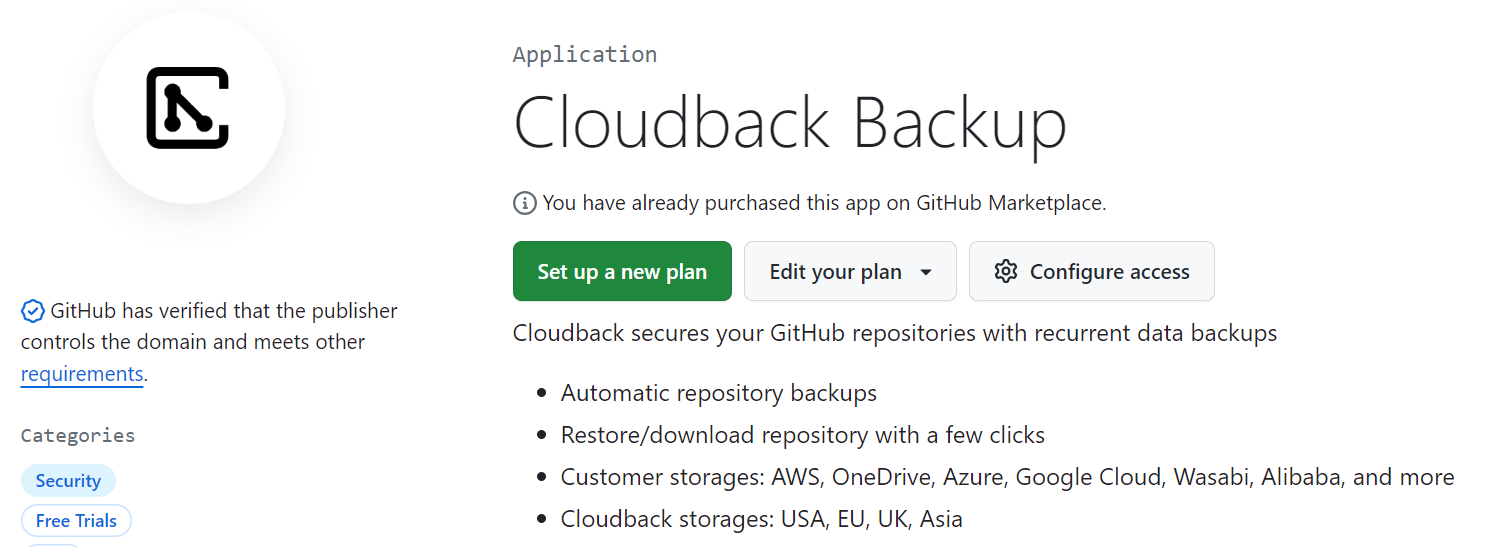 Application
Cloudback Backup
You have already purchased this app on GitHub Marketplace.
Set up a new plan
Edit your plan
Configure access
Cloudback secures your GitHub repositories with recurrent data backups
Automatic repository backups
Restore/download repository with a few clicks
Customer storages: AWS, OneDrive, Azure, Google Cloud, Wasabi, Alibaba, and more
Cloudback storages: USA, EU, UK, Asia
GitHub has verified that the publisher
controls the domain and meets other
requirements.
Categories
Security
Free Trials